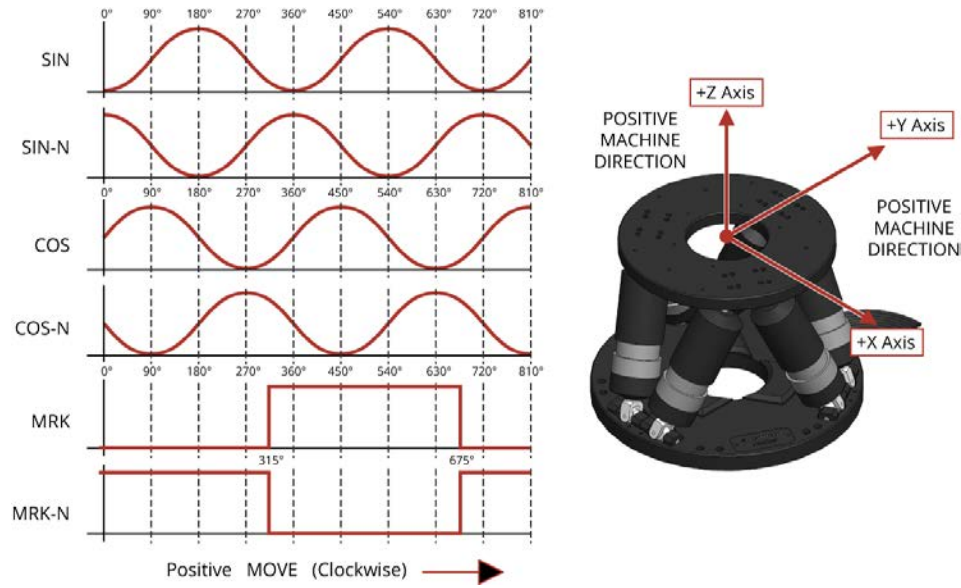 0° 90° 180° 270° 360° 450° 540° 630° 720° 810°
SIN
SIN-N
0° 90° 180° 270° 360° 450° 540° 630° 720° 810°
COS
COS-N
0° 90° 180° 270° 360° 450° 540° 630° 720° 810°
MRK
315° 675°
MRK-N
Positive MOVE (Clockwise)
+Z Axis
POSITIVE
MACHINE
DIRECTION
+Y Axis
POSITIVE
MACHINE
DIRECTION
+X Axis